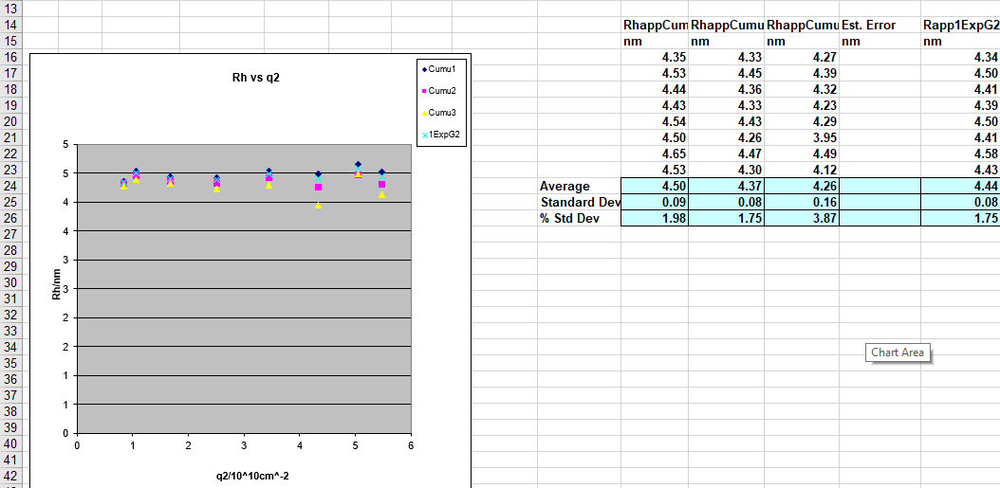 13
14 RhappCum RhappCumu RhappCumu Est. Error Rapp1ExpG2
15 nm nm nm nm nm
16 4.35 4.33 4.27 4.34
17 4.53 4.45 4.39 4.50
18 4.44 4.36 4.32 4.41
19 4.43 4.33 4.23 4.39
20 4.54 4.43 4.29 4.50
21 4.50 4.26 3.95 4.41
22 4.65 4.47 4.49 4.58
23 4.53 4.30 4.12 4.43
24 Average 4.50 4.37 4.26 4.44
25 Standard Dev 0.09 0.08 0.16 0.08
26 % Std Dev 1.98 1.75 3.87 1.75
27
28
29
30
31
32
33
34
35
36
37
38
39
40
41
42
Rh vs q2
Cumu1
Cumu2
Cumu3
1ExpG2
5
5
4
4
3
3
2
2
1
1
0
Rh/nm
0 1 2 3 4 5 6
q2/10^10cm^-2
Chart Area